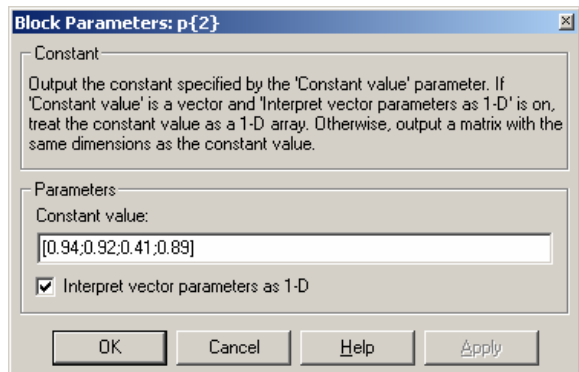 Block Parameters: p{2}
Constant
Output the constant specified by the 'Constant value' parameter. If
'Constant value' is a vector and 'Interpret vector parameters as 1-D' is on,
treat the constant value as a 1-D array. Otherwise, output a matrix with the
same dimensions as the constant value.
Parameters
Constant value:
[0.94;0.92;0.41;0.89]
Interpret vector parameters as 1-D
OK Cancel Help Apply